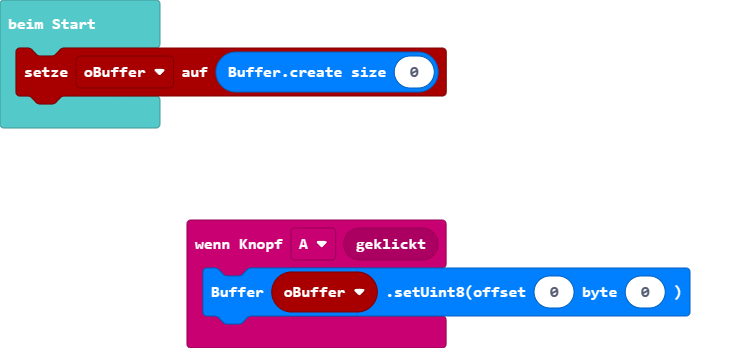 beim Start
setze oBuffer auf Buffer.create size 0
wenn Knopf A geklickt
Buffer oBuffer .setUint8(offset 0 byte 0 )